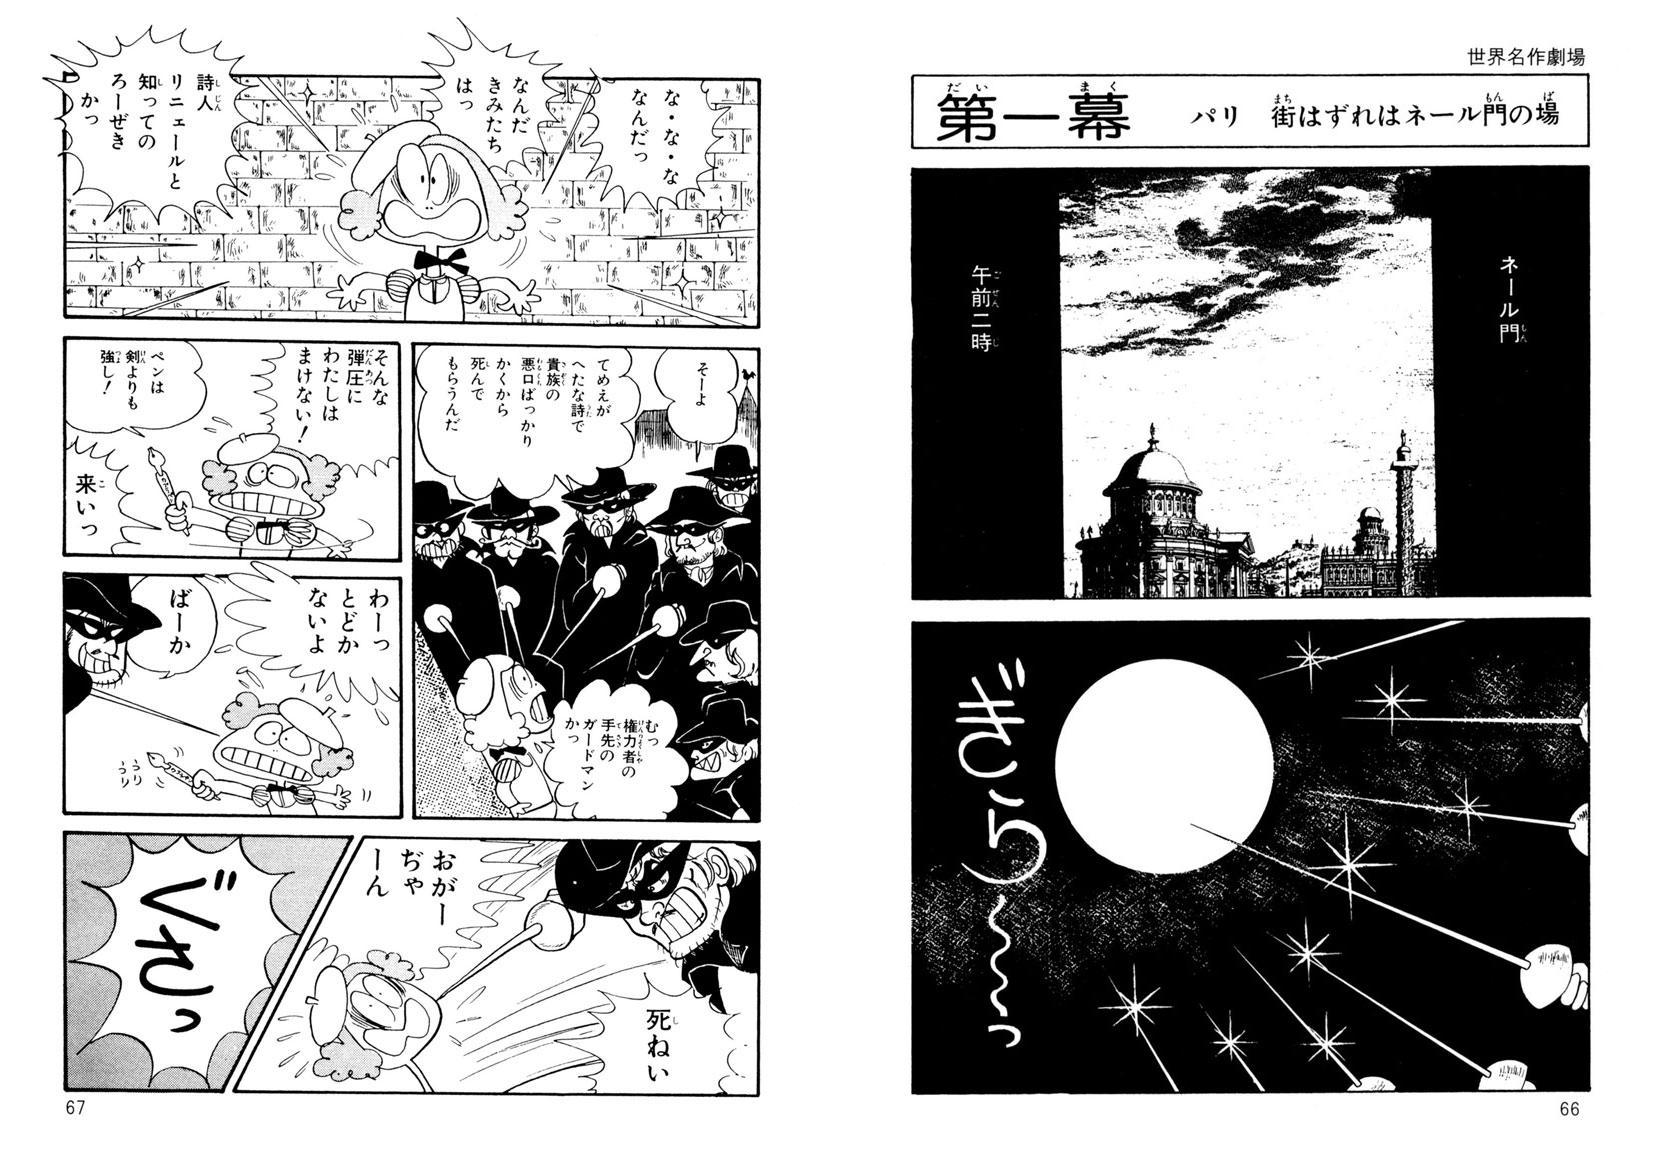 世界名作劇場
第一幕 パリ 街はずれはネール門の場
ネール門
午前二時
ぎらっ
66
な・な・な
なんだっ
なんだ
きみたち
はっ
詩人
リニェールと
知っての
ろーぜき
かっ
そーよ
てめえが
へたな詩で
貴族の
悪口ばっかり
かくから
死んで
もらうんだ
むっ
権力者の
手先の
ガードマン
かっ
そんな
弾圧に
わたしは
まけない!
ペンは
剣よりも
強し!
来いっ
わーっ
とどか
ないよ
ばーか
うり
うり
死ねい
おがー
ぢゃ
ーん
ぐさっ
67